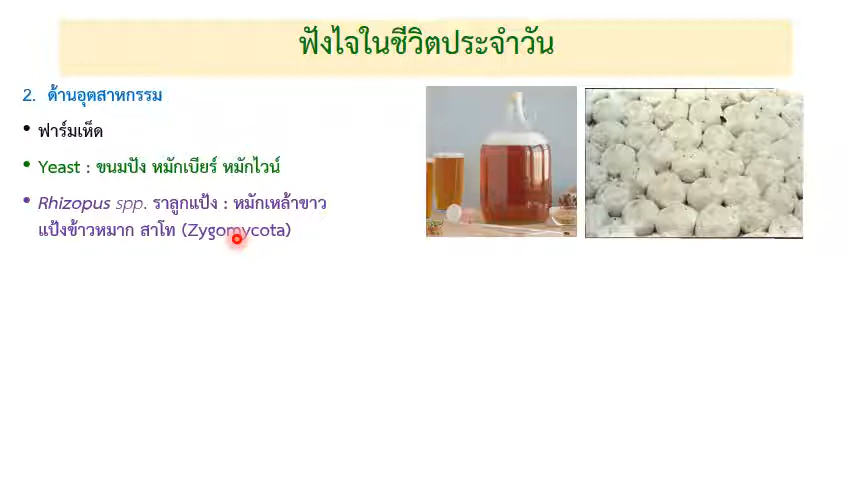 ฟังไจในชีวิตประจำวัน
2. ด้านอุตสาหกรรม
• ฟาร์มเห็ด
• Yeast : ขนมปัง หมักเบียร์ หมักไวน์
• Rhizopus spp. ราลูกแป้ง : หมักเหล้าขาว
แป้งข้าวหมาก สาโท (Zygomycota)